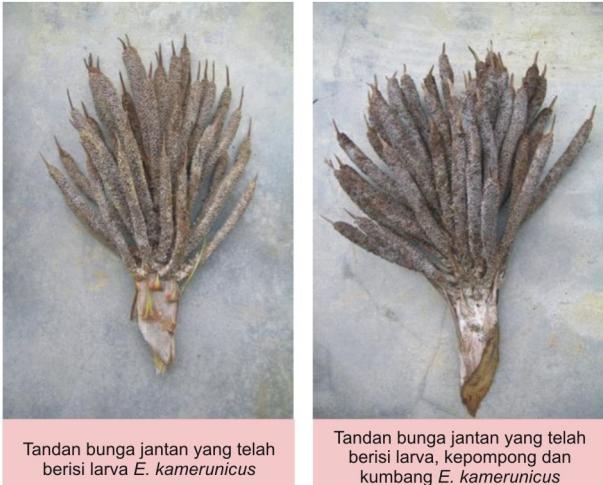 Tandan bunga jantan yang telah
berisi larva E. kamerunicus
Tandan bunga jantan yang telah
berisi larva, kepompong dan
kumbang E. kamerunicus